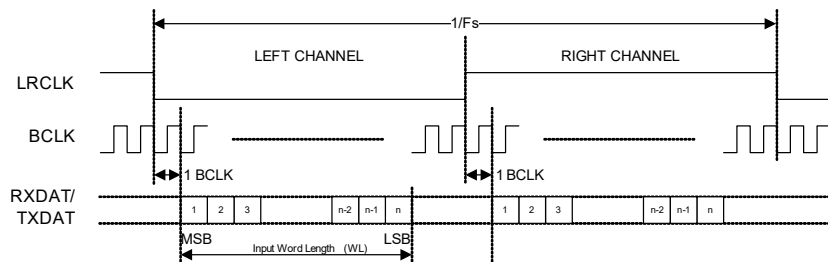 1/Fs
LEFT CHANNEL RIGHT CHANNEL
LRCLK
BCLK
1 BCLK 1 BCLK
RXDAT/
TXDAT
1 2 3 n-2 n-1 n 1 2 3 n-2 n-1 n
MSB LSB
Input Word Length (WL)